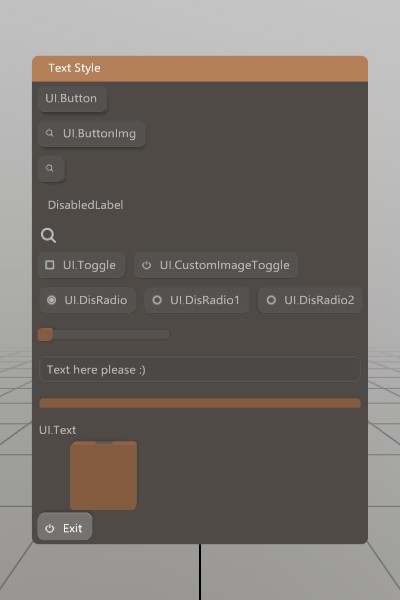 Text Style
UI.Button
UI.ButtonImg
DisabledLabel
UI.Toggle UI.CustomImageToggle
UI.DisRadio UI.DisRadio1 UI.DisRadio2
Text here please :)
UI.Text
Exit